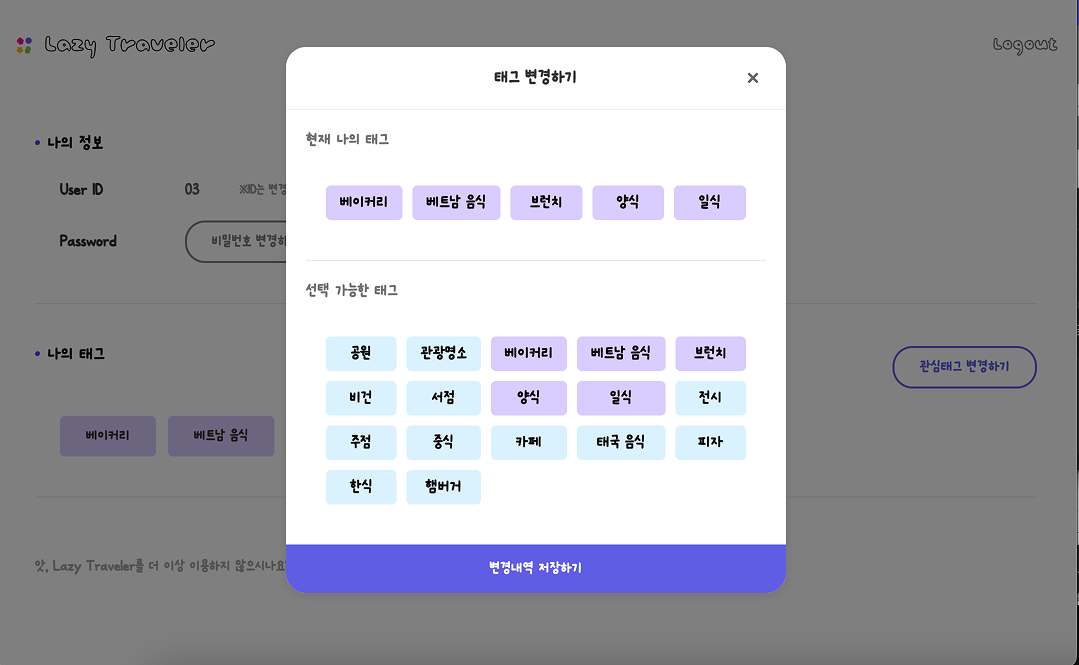 Lazy Traveler
Logout
태그 변경하기
×
현재 나의 태그
베이커리 베트남 음식 브런치 양식 일식
선택 가능한 태그
공원 관광명소 베이커리 베트남 음식 브런치
비건 서점 양식 일식 전시
주점 중식 카페 태국 음식 피자
한식 햄버거
변경내역 저장하기
• 나의 정보
User ID 03 ※ID는 변경
Password 비밀번호 변경하
• 나의 태그
관심태그 변경하기
베이커리 베트남 음식
앗, Lazy Traveler를 더 이상 이용하지 않으시나요